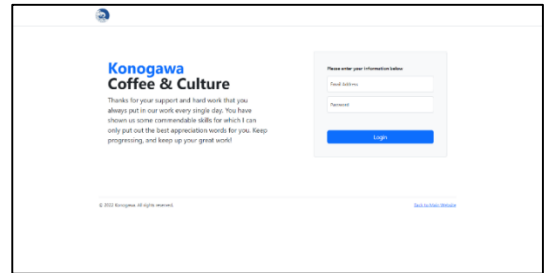 Konogawa
Coffee & Culture
Thanks for your support and hard work that you
always put in our work every single day. You have
shown us some commendable skills for which I can
only put out the best appreciation words for you. Keep
progressing, and keep up your great work!
Please enter your information below
Email Address
Password
Login
© 2022 Konogawa. All rights reserved.
Back to Main Website